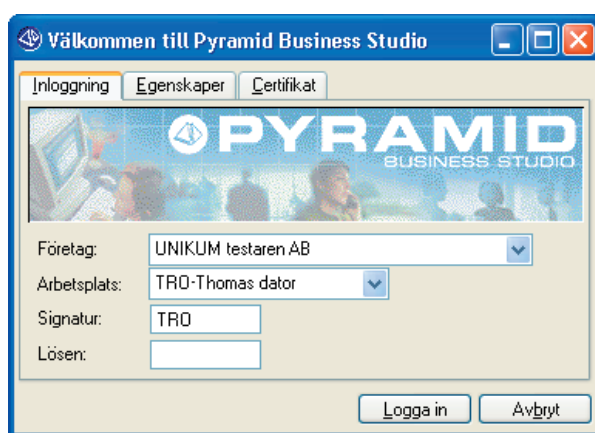 Välkommen till Pyramid Business Studio
Inloggning Egenskaper Certifikat
PYRAMID
BUSINESS STUDIO
Företag: UNIKUM testaren AB
Arbetsplats: TRO-Thomas dator
Signatur: TRO
Lösen:
Logga in Avbryt